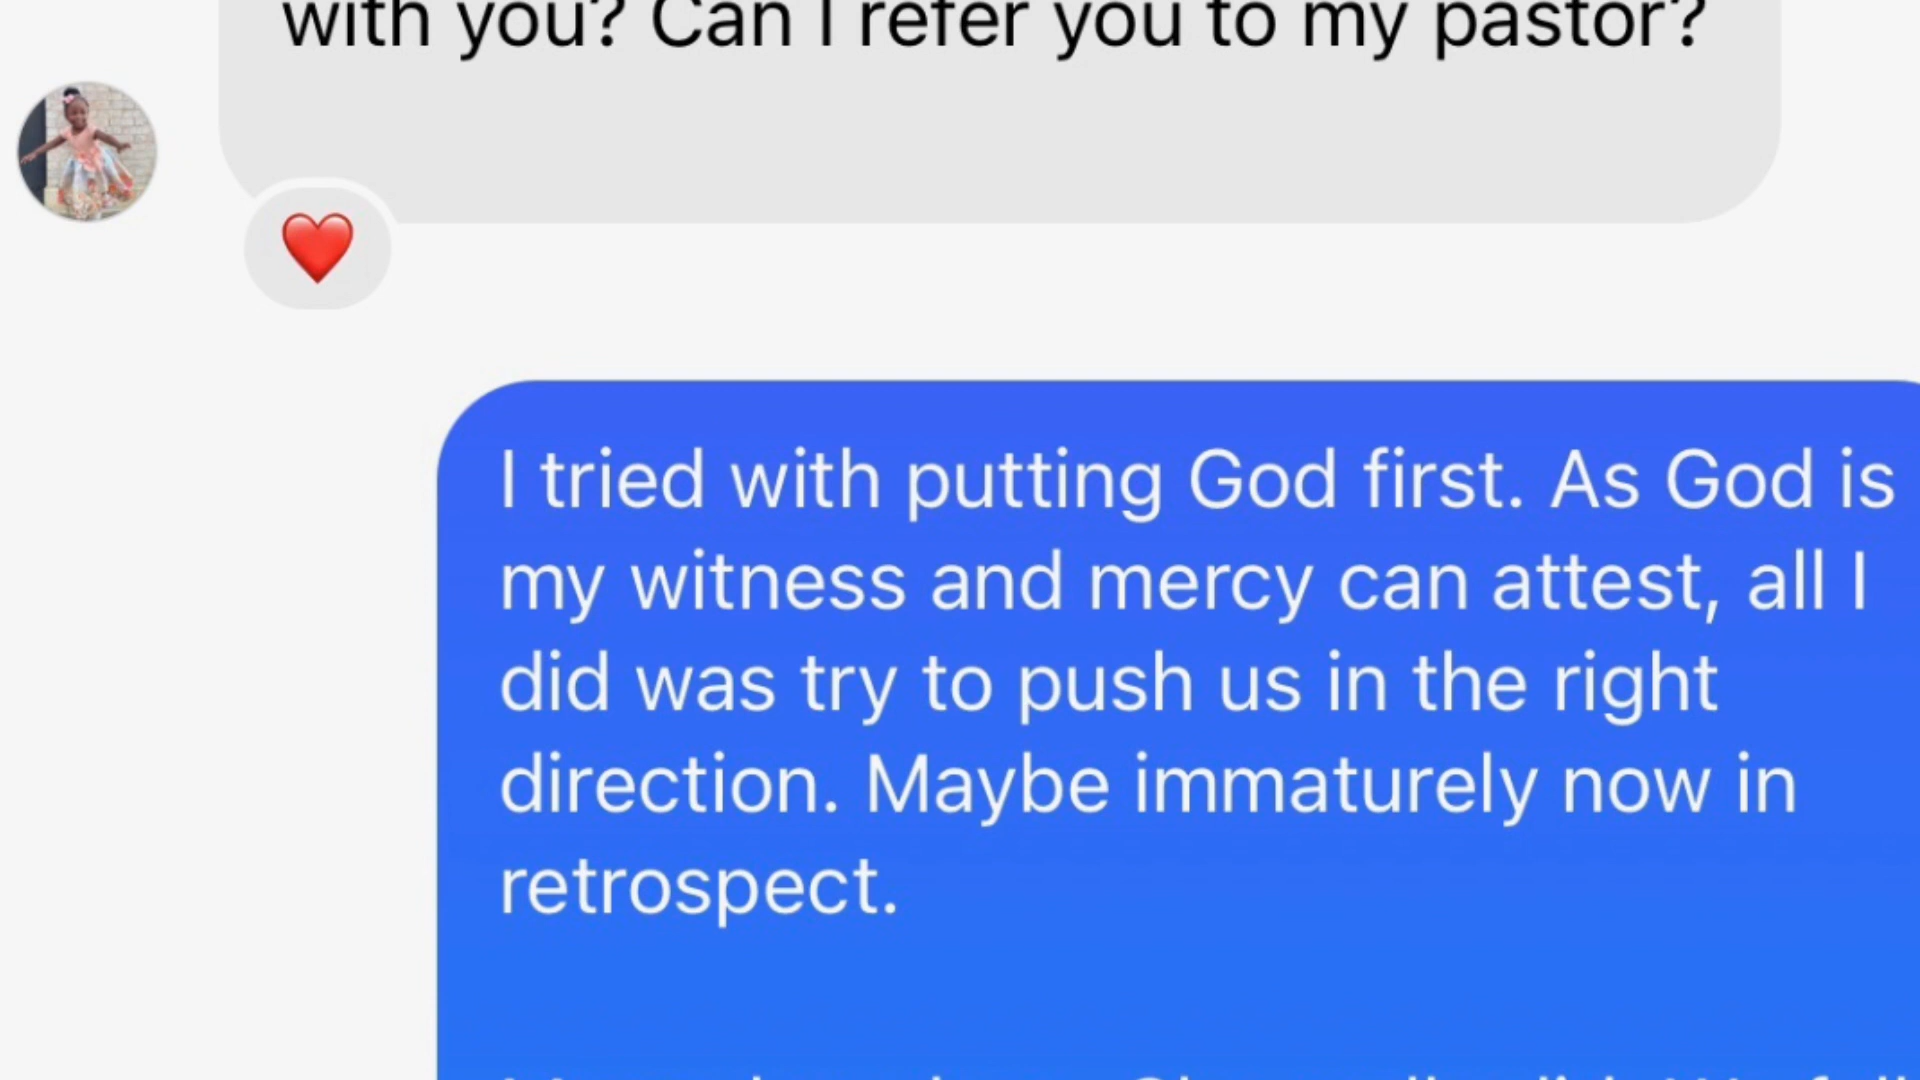 with you? Can I refer you to my pastor?
I tried with putting God first. As God is
my witness and mercy can attest, all I
did was try to push us in the right
direction. Maybe immaturely now in
retrospect.